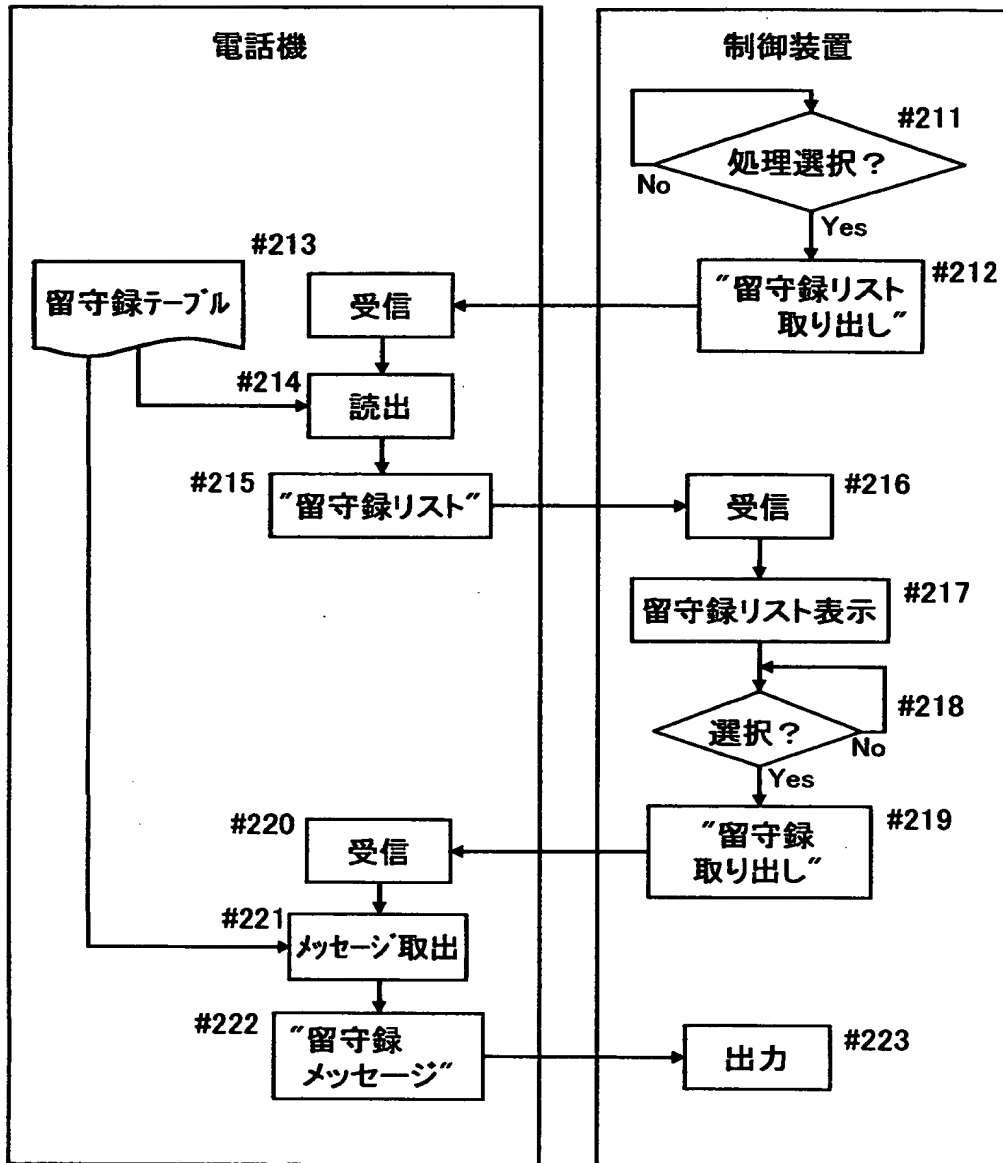 電話機
制御装置
#211
処理選択？
No
Yes
#212
"留守録リスト
取り出し"
#213
留守録テーブル
受信
#214
読出
#215
"留守録リスト"
#216
受信
#217
留守録リスト表示
#218
選択？
No
Yes
#219
"留守録
取り出し"
#220
受信
#221
メッセージ取出
#222
"留守録
メッセージ"
#223
出力